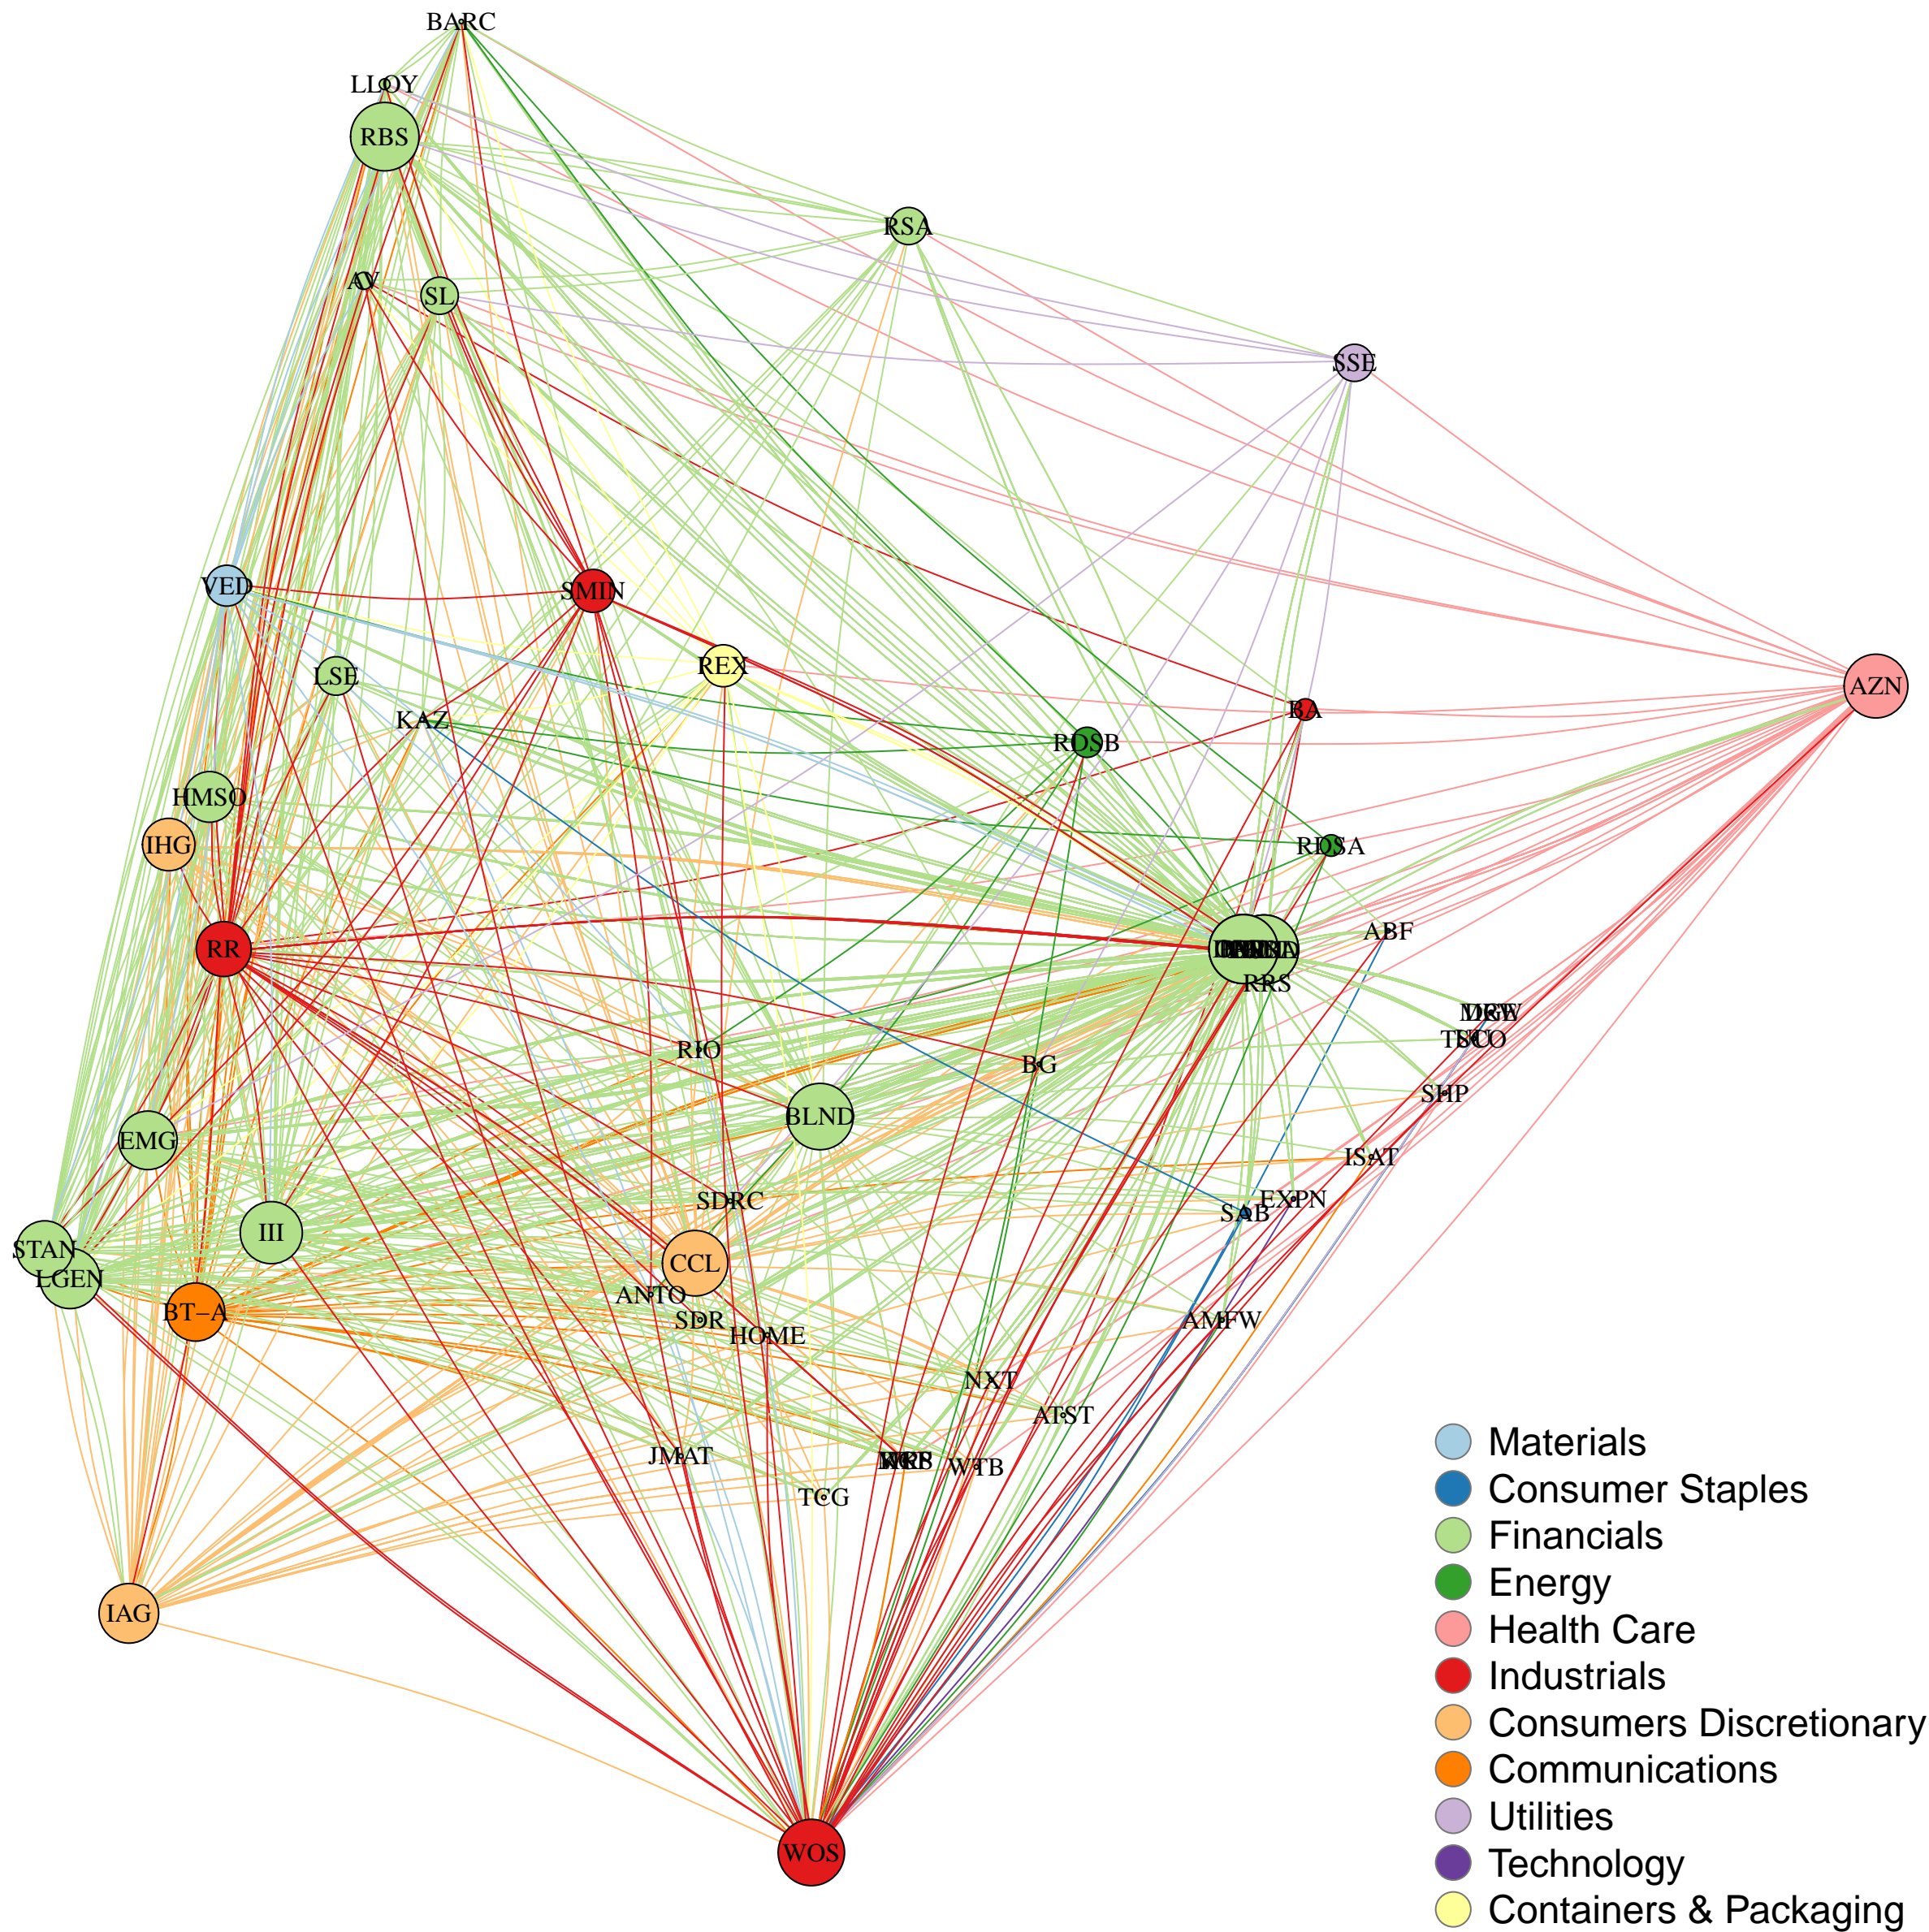 BARC
LLOY
RBS
RSA
AV
SL
SSE
VED
SMIN
REX
LSE
AZN
KAZ
BA
RDSB
HMSO
IHG
RDSA
ABF
RR
RRS
RIO
BG
SHP
BLND
EMG
ISAT
SDRC
EXPN
SAB
STAN
III
CCL
LGEN
ANTO
BT-A
SDR
AMFW
HOME
NXT
ATST
JMAT
WTB
TCG
IAG
WOS
Materials
Consumer Staples
Financials
Energy
Health Care
Industrials
Consumers Discretionary
Communications
Utilities
Technology
Containers & Packaging